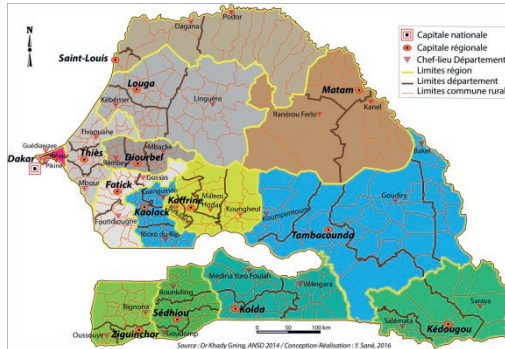 N
Capitale nationale
Capitale régionale
Chef-lieu Département
Limites région
Limites département
Limites commune rural
Podor
Dagana
Saint-Louis
Louga
Kébémer
Linguère
Matam
Kanel
Ranérou Ferlo
Tivaouane
Guédiawaye
Dakar
Pikine
Thiès
Mbacke
Bambey
Diourbel
Mbour
Gossas
Fatick
Guinguinéo
Kaolack
Kaffrine
Malem
Hodar
Koungheul
Foundiougne
Nioro du Rip
Bakel
Goudiry
Koumpentoum
Tambacounda
Médina Yoro Foulah
Vélingara
Kolda
Bounkiling
Sédhiou
Goudomp
Bignona
Oussouye
Ziguinchor
Saraya
Salémata
Kédougou
0 50 100 km
Source : Dr Khady Gning, ANSD 2014 / Conception-Réalisation : Y. Sané, 2016